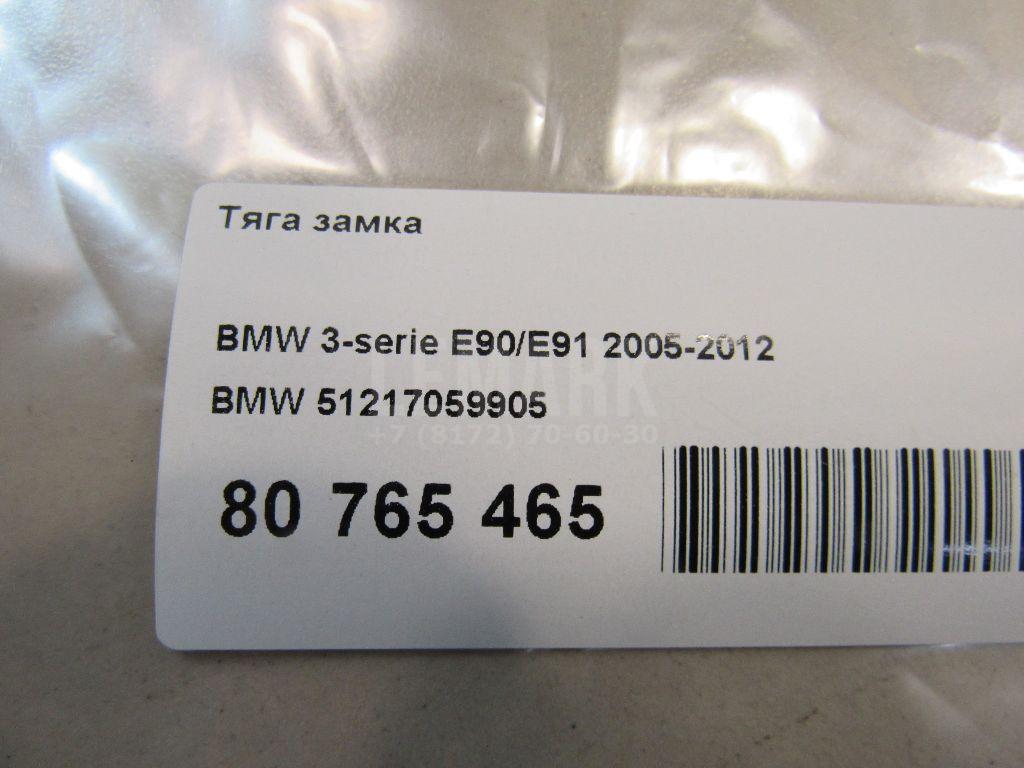 Тяга замка
BMW 3-serie E90/E91 2005-2012
LEMARK
BMW 51217059905
+7 (8172) 70-60-30
80 765 465